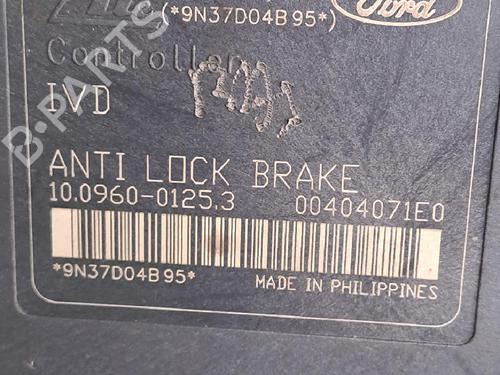 (*9N37D04B95*)
Ford
Controller
IVD
ANTI LOCK BRAKE
10.0960-0125.3 00404071E0
*9N37D04B95* MADE IN PHILIPPINES
B-PARTS